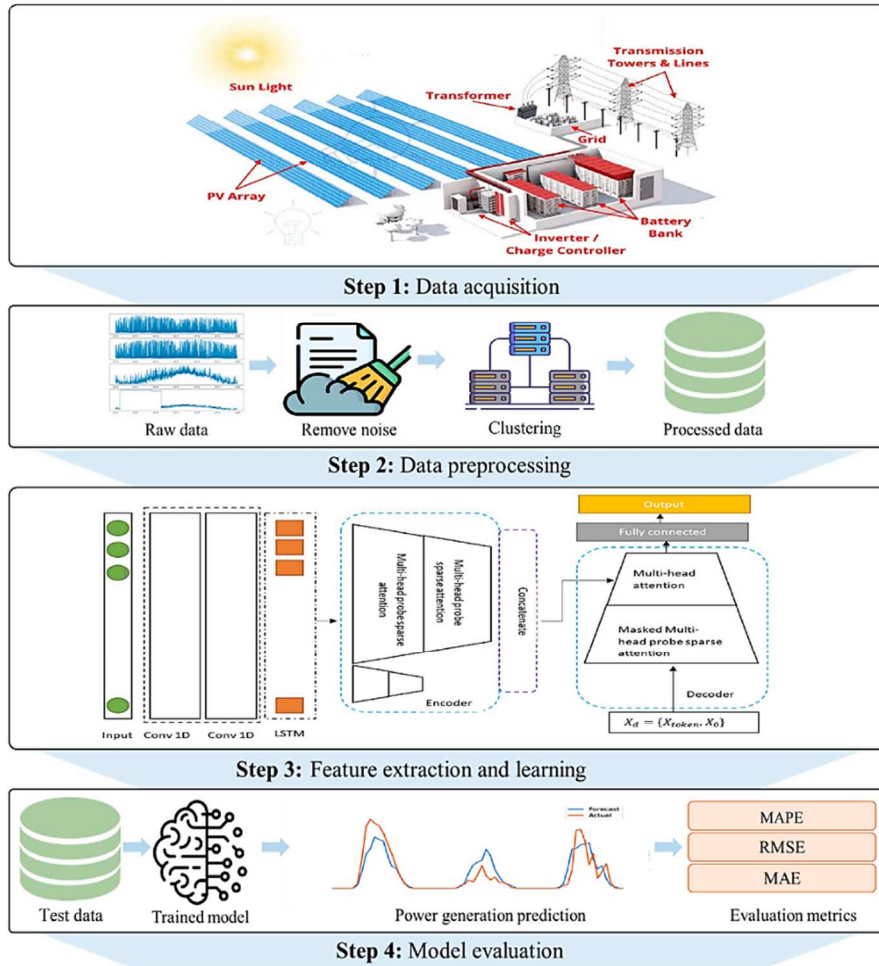 Sun Light
Transmission
Towers & Lines
Transformer
Grid
PV Array
Battery
Bank
Inverter /
Charge Controller
Step 1: Data acquisition
Raw data
Remove noise
Clustering
Processed data
Step 2: Data preprocessing
Output
Fully connected
Multi-head probe sparse
attention
Multi-head probe
sparse attention
Concatenate
Multi-head
attention
Masked Multi-
head probe sparse
attention
Encoder
Decoder
X_d = {X_token, X_0}
Input
Conv 1D
Conv 1D
LSTM
Step 3: Feature extraction and learning
Forecast
Actual
MAPE
RMSE
MAE
Test data
Trained model
Power generation prediction
Evaluation metrics
Step 4: Model evaluation